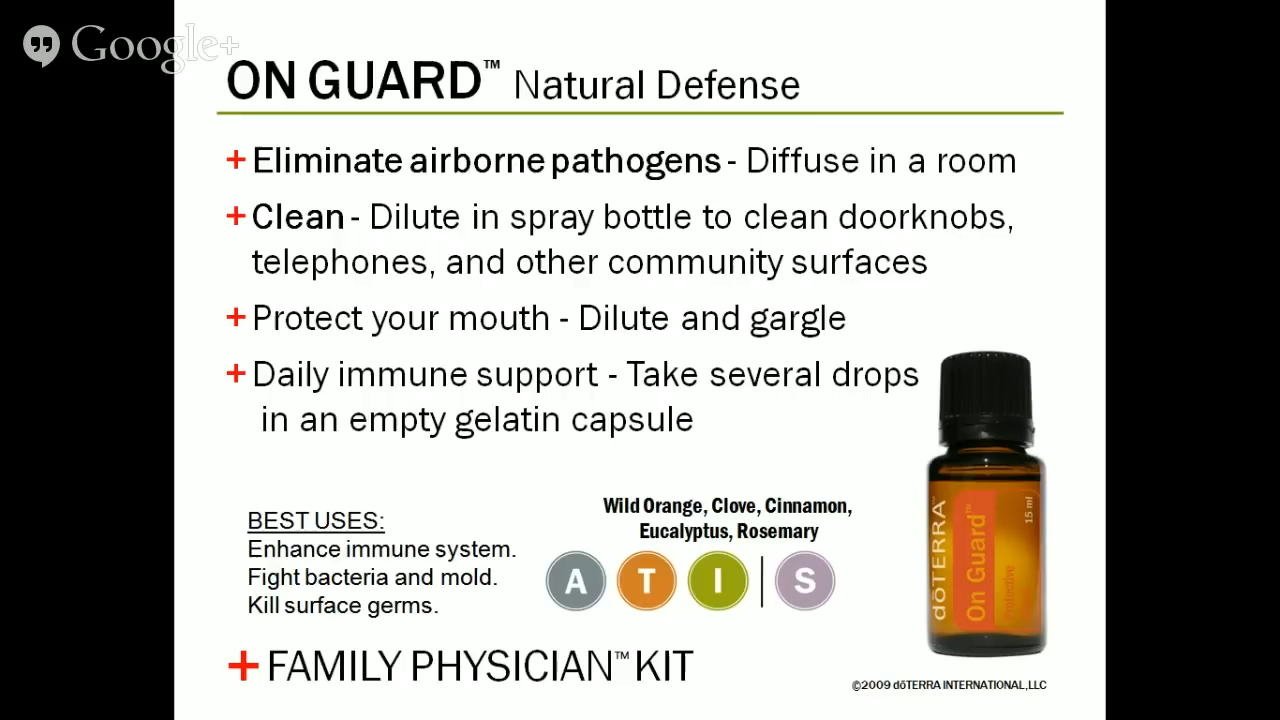 Google+
ON GUARD™ Natural Defense
+ Eliminate airborne pathogens - Diffuse in a room
+ Clean - Dilute in spray bottle to clean doorknobs,
telephones, and other community surfaces
+ Protect your mouth - Dilute and gargle
+ Daily immune support - Take several drops
in an empty gelatin capsule
BEST USES:
Enhance immune system.
Fight bacteria and mold.
Kill surface germs.
Wild Orange, Clove, Cinnamon,
Eucalyptus, Rosemary
A T I | S
dōTERRA™
On Guard™
Protective
15 ml
+ FAMILY PHYSICIAN™ KIT
©2009 dōTERRA INTERNATIONAL,LLC